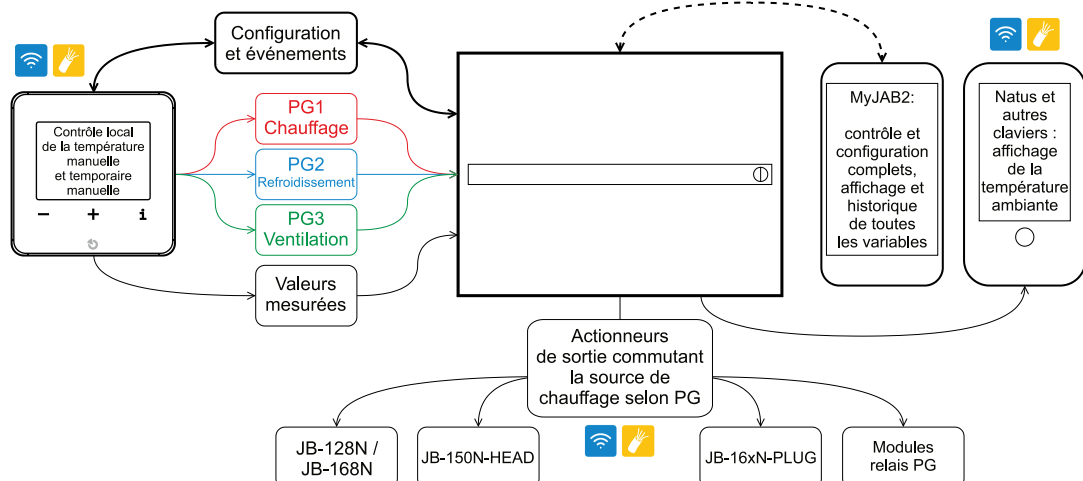 Configuration
et événements
Contrôle local
de la température
manuelle
et temporaire
manuelle
− + i
PG1
Chauffage
PG2
Refroidissement
PG3
Ventilation
Valeurs
mesurées
MyJAB2:
contrôle et
configuration
complets,
affichage et
historique
de toutes
les variables
Natus et
autres
claviers :
affichage
de la
température
ambiante
Actionneurs
de sortie commutant
la source de
chauffage selon PG
JB-128N /
JB-168N
JB-150N-HEAD
JB-16xN-PLUG
Modules
relais PG